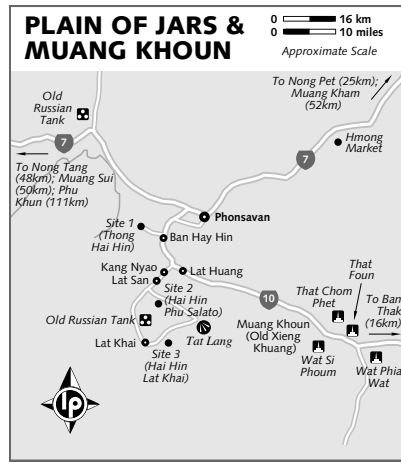 PLAIN OF JARS &
MUANG KHOUN
0 16 km
0 10 miles
Approximate Scale
To Nong Pet (25km);
Muang Kham
(52km)
Old
Russian
Tank
7
To Nong Tang
(48km); Muang Sui
(50km); Phu
Khun (111km)
Hmong
Market
7
Phonsavan
Site 1
(Thong
Hai Hin)
Ban Hay Hin
Kang Nyao
Lat San
Lat Huang
Site 2
(Hai Hin
Phu Salato)
Old Russian Tank
Tat Lang
Lat Khai
Site 3
(Hai Hin
Lat Khai)
10
That
Foun
That Chom
Phet
To Ban
Thak
(16km)
Muang Khoun
(Old Xieng
Khuang)
Wat Si
Phoum
Wat Phia
Wat
lp